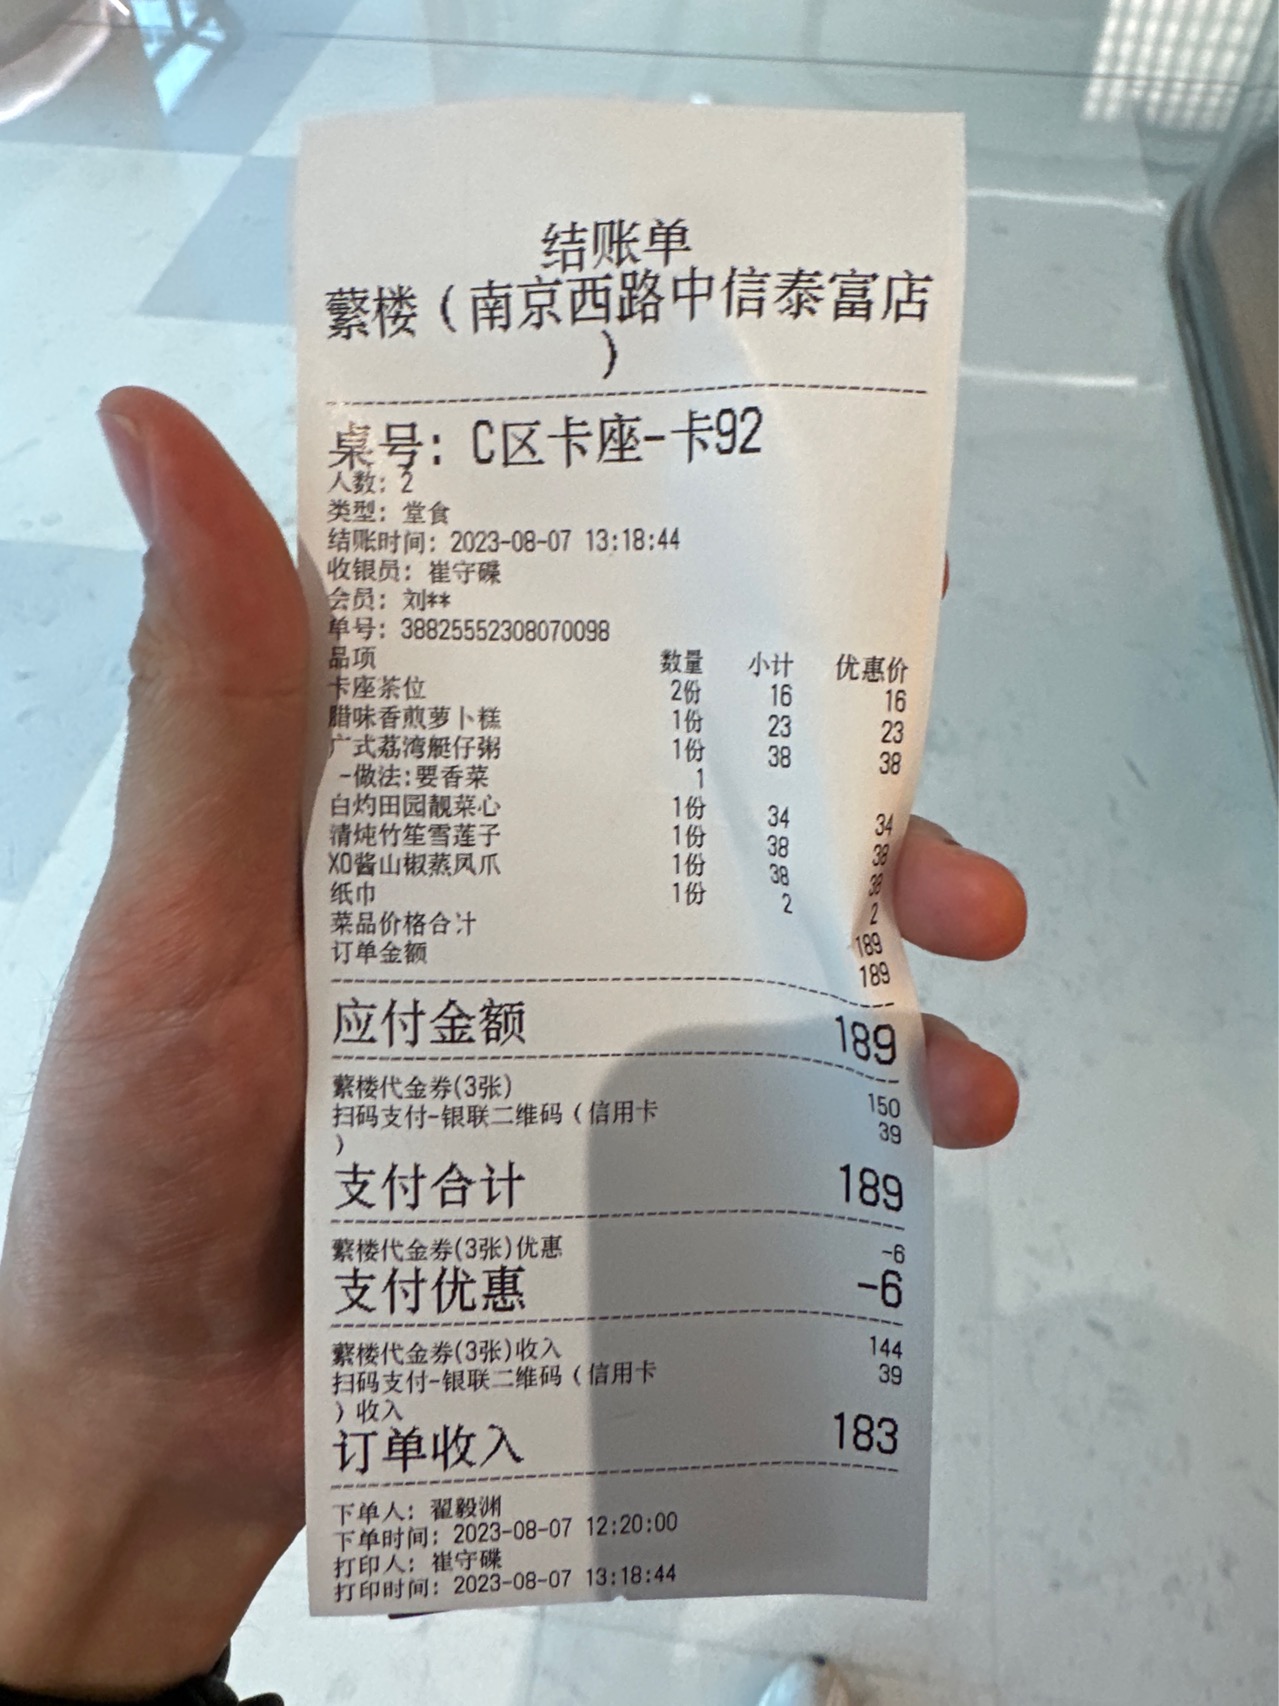 结账单
蘩楼（南京西路中信泰富店
）
桌号: C区卡座-卡92
人数: 2
类型: 堂食
结账时间: 2023-08-07 13:18:44
收银员: 崔守碟
会员: 刘**
单号: 38825552308070098
品项 数量 小计 优惠价
卡座茶位 2份 16 16
腊味香煎萝卜糕 1份 23 23
广式荔湾艇仔粥 1份 38 38
-做法:要香菜 1
白灼田园靓菜心 1份 34 34
清炖竹笙雪莲子 1份 38 38
XO酱山椒蒸凤爪 1份 38 38
纸巾 1份 2 2
菜品价格合计 189
订单金额 189
应付金额 189
蘩楼代金券(3张) 150
扫码支付-银联二维码（信用卡 39
）
支付合计 189
蘩楼代金券(3张)优惠 -6
支付优惠 -6
蘩楼代金券(3张)收入 144
扫码支付-银联二维码（信用卡 39
）收入
订单收入 183
下单人: 翟毅渊
下单时间: 2023-08-07 12:20:00
打印人: 崔守碟
打印时间: 2023-08-07 13:18:44